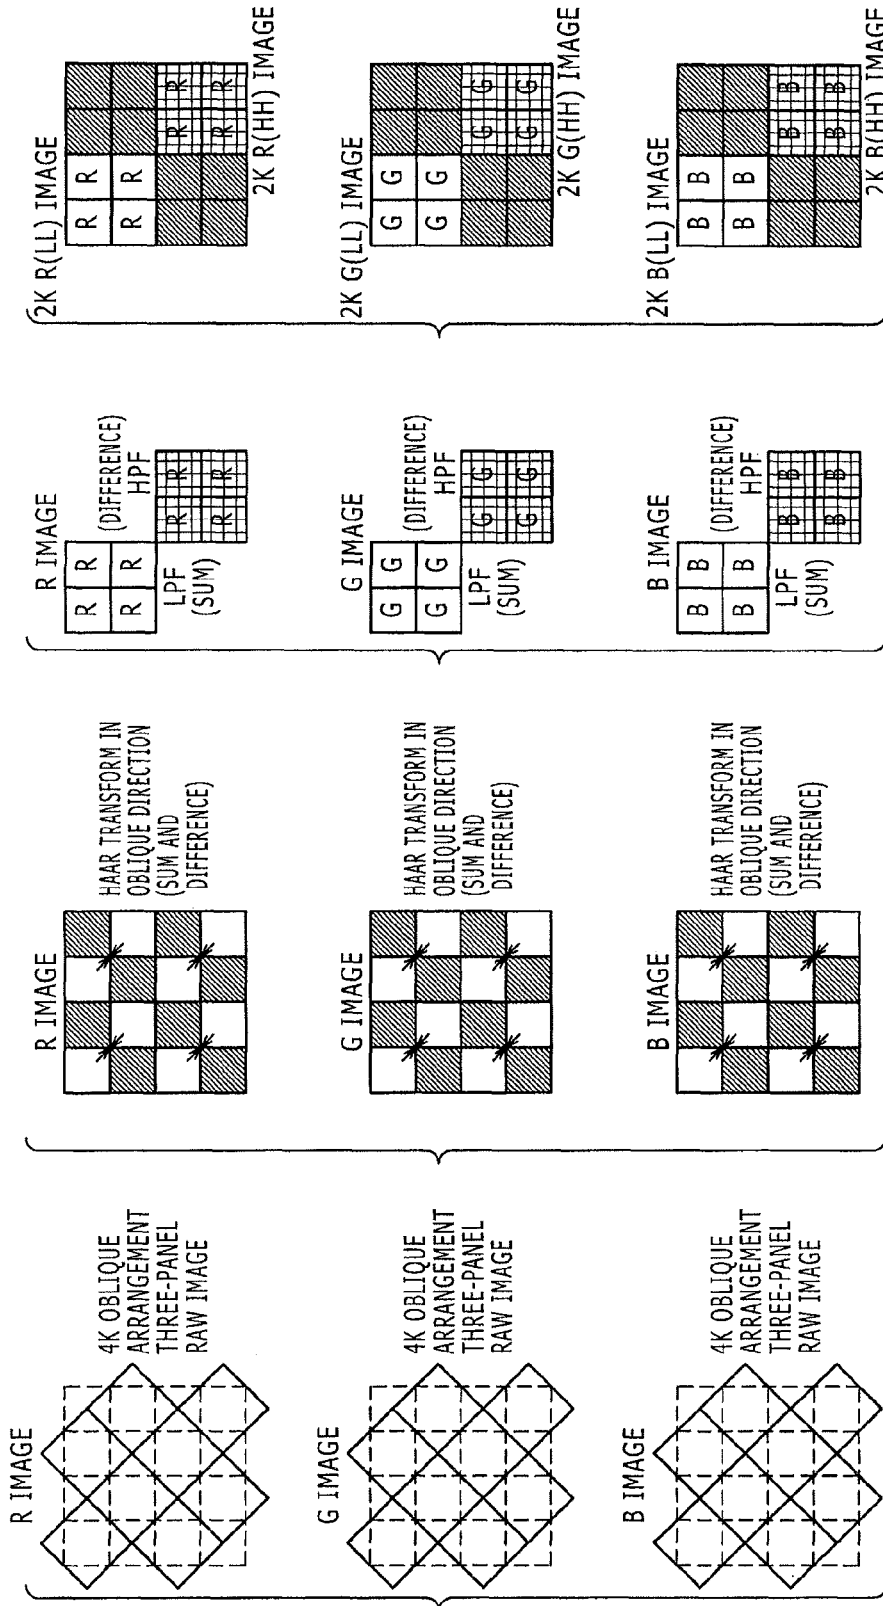 R IMAGE
4K OBLIQUE
ARRANGEMENT
THREE-PANEL
RAW IMAGE
G IMAGE
4K OBLIQUE
ARRANGEMENT
THREE-PANEL
RAW IMAGE
B IMAGE
4K OBLIQUE
ARRANGEMENT
THREE-PANEL
RAW IMAGE
R IMAGE
HAAR TRANSFORM IN
OBLIQUE DIRECTION
(SUM AND
DIFFERENCE)
G IMAGE
HAAR TRANSFORM IN
OBLIQUE DIRECTION
(SUM AND
DIFFERENCE)
B IMAGE
HAAR TRANSFORM IN
OBLIQUE DIRECTION
(SUM AND
DIFFERENCE)
R IMAGE
R R
R R
(DIFFERENCE)
HPF
LPF
(SUM)
R R
R R
G IMAGE
G G
G G
(DIFFERENCE)
HPF
LPF
(SUM)
G G
G G
B IMAGE
B B
B B
(DIFFERENCE)
HPF
LPF
(SUM)
B B
B B
2K R(LL) IMAGE
R R
R R
R R
R R
2K R(HH) IMAGE
2K G(LL) IMAGE
G G
G G
G G
G G
2K G(HH) IMAGE
2K B(LL) IMAGE
B B
B B
B B
B B
2K B(HH) IMAGE